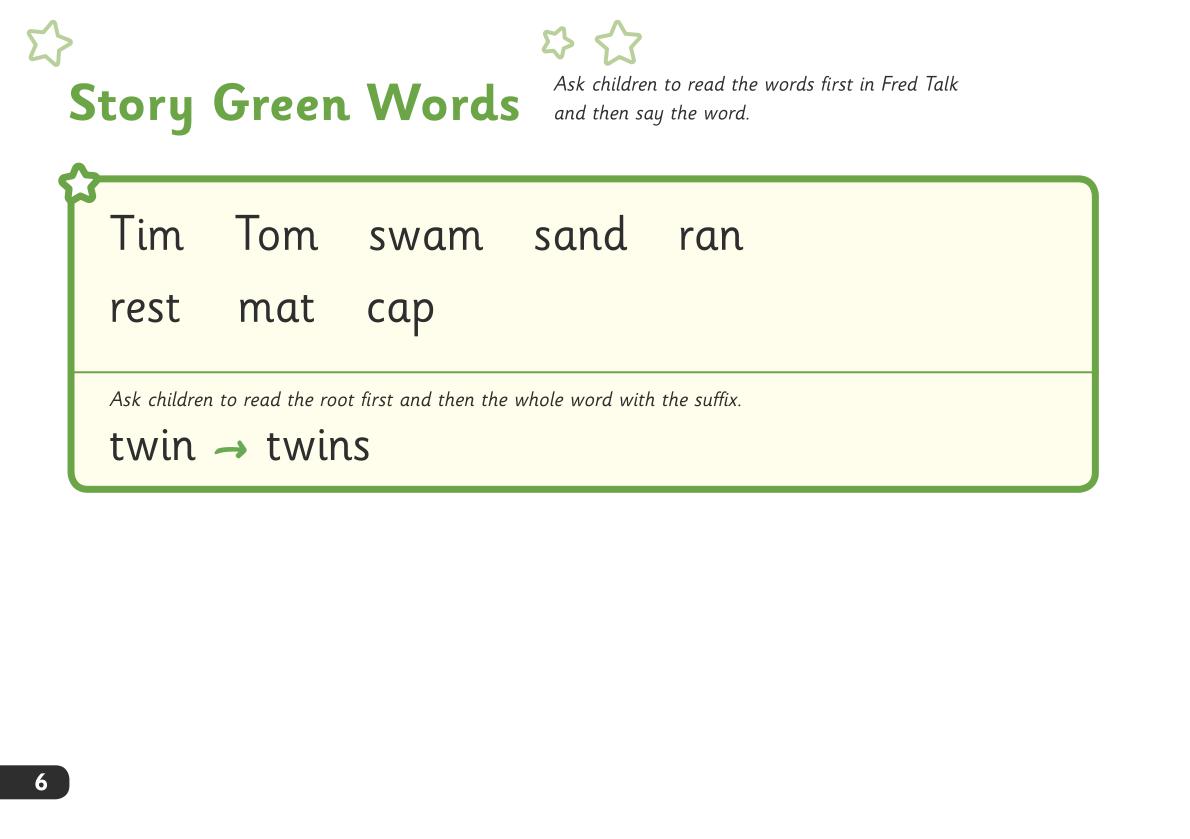 Story Green Words
Ask children to read the words first in Fred Talk
and then say the word.
Tim Tom swam sand ran
rest mat cap
Ask children to read the root first and then the whole word with the suffix.
twin → twins
6